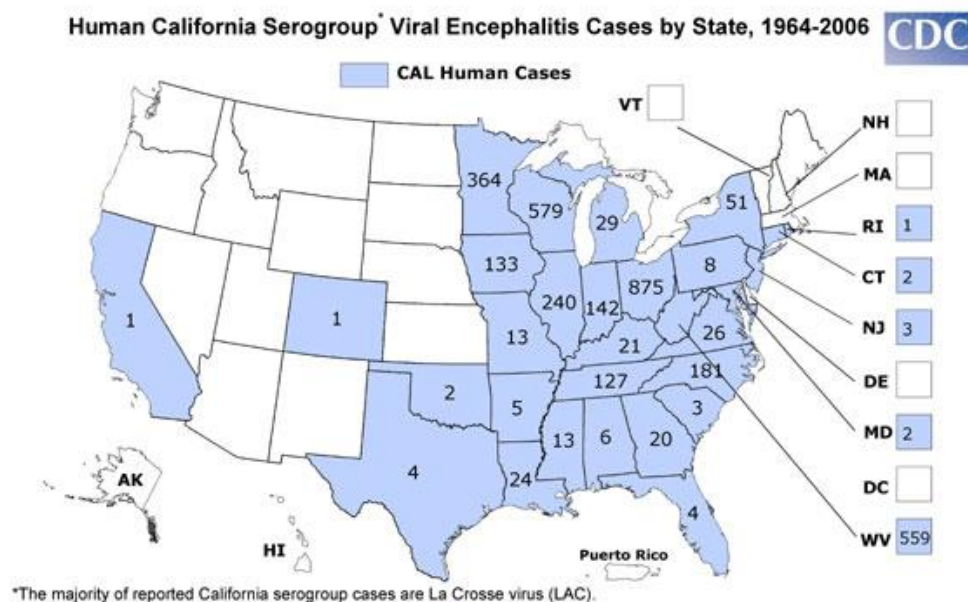 Human California Serogroup* Viral Encephalitis Cases by State, 1964-2006
CDC
CAL Human Cases
VT
NH
MA
RI 1
CT 2
NJ 3
DE
MD 2
DC
WV 559
364
579
29
51
133
240
142
875
8
1
1
13
21
26
127
181
2
5
13
6
20
3
4
24
4
AK
HI
Puerto Rico
*The majority of reported California serogroup cases are La Crosse virus (LAC).